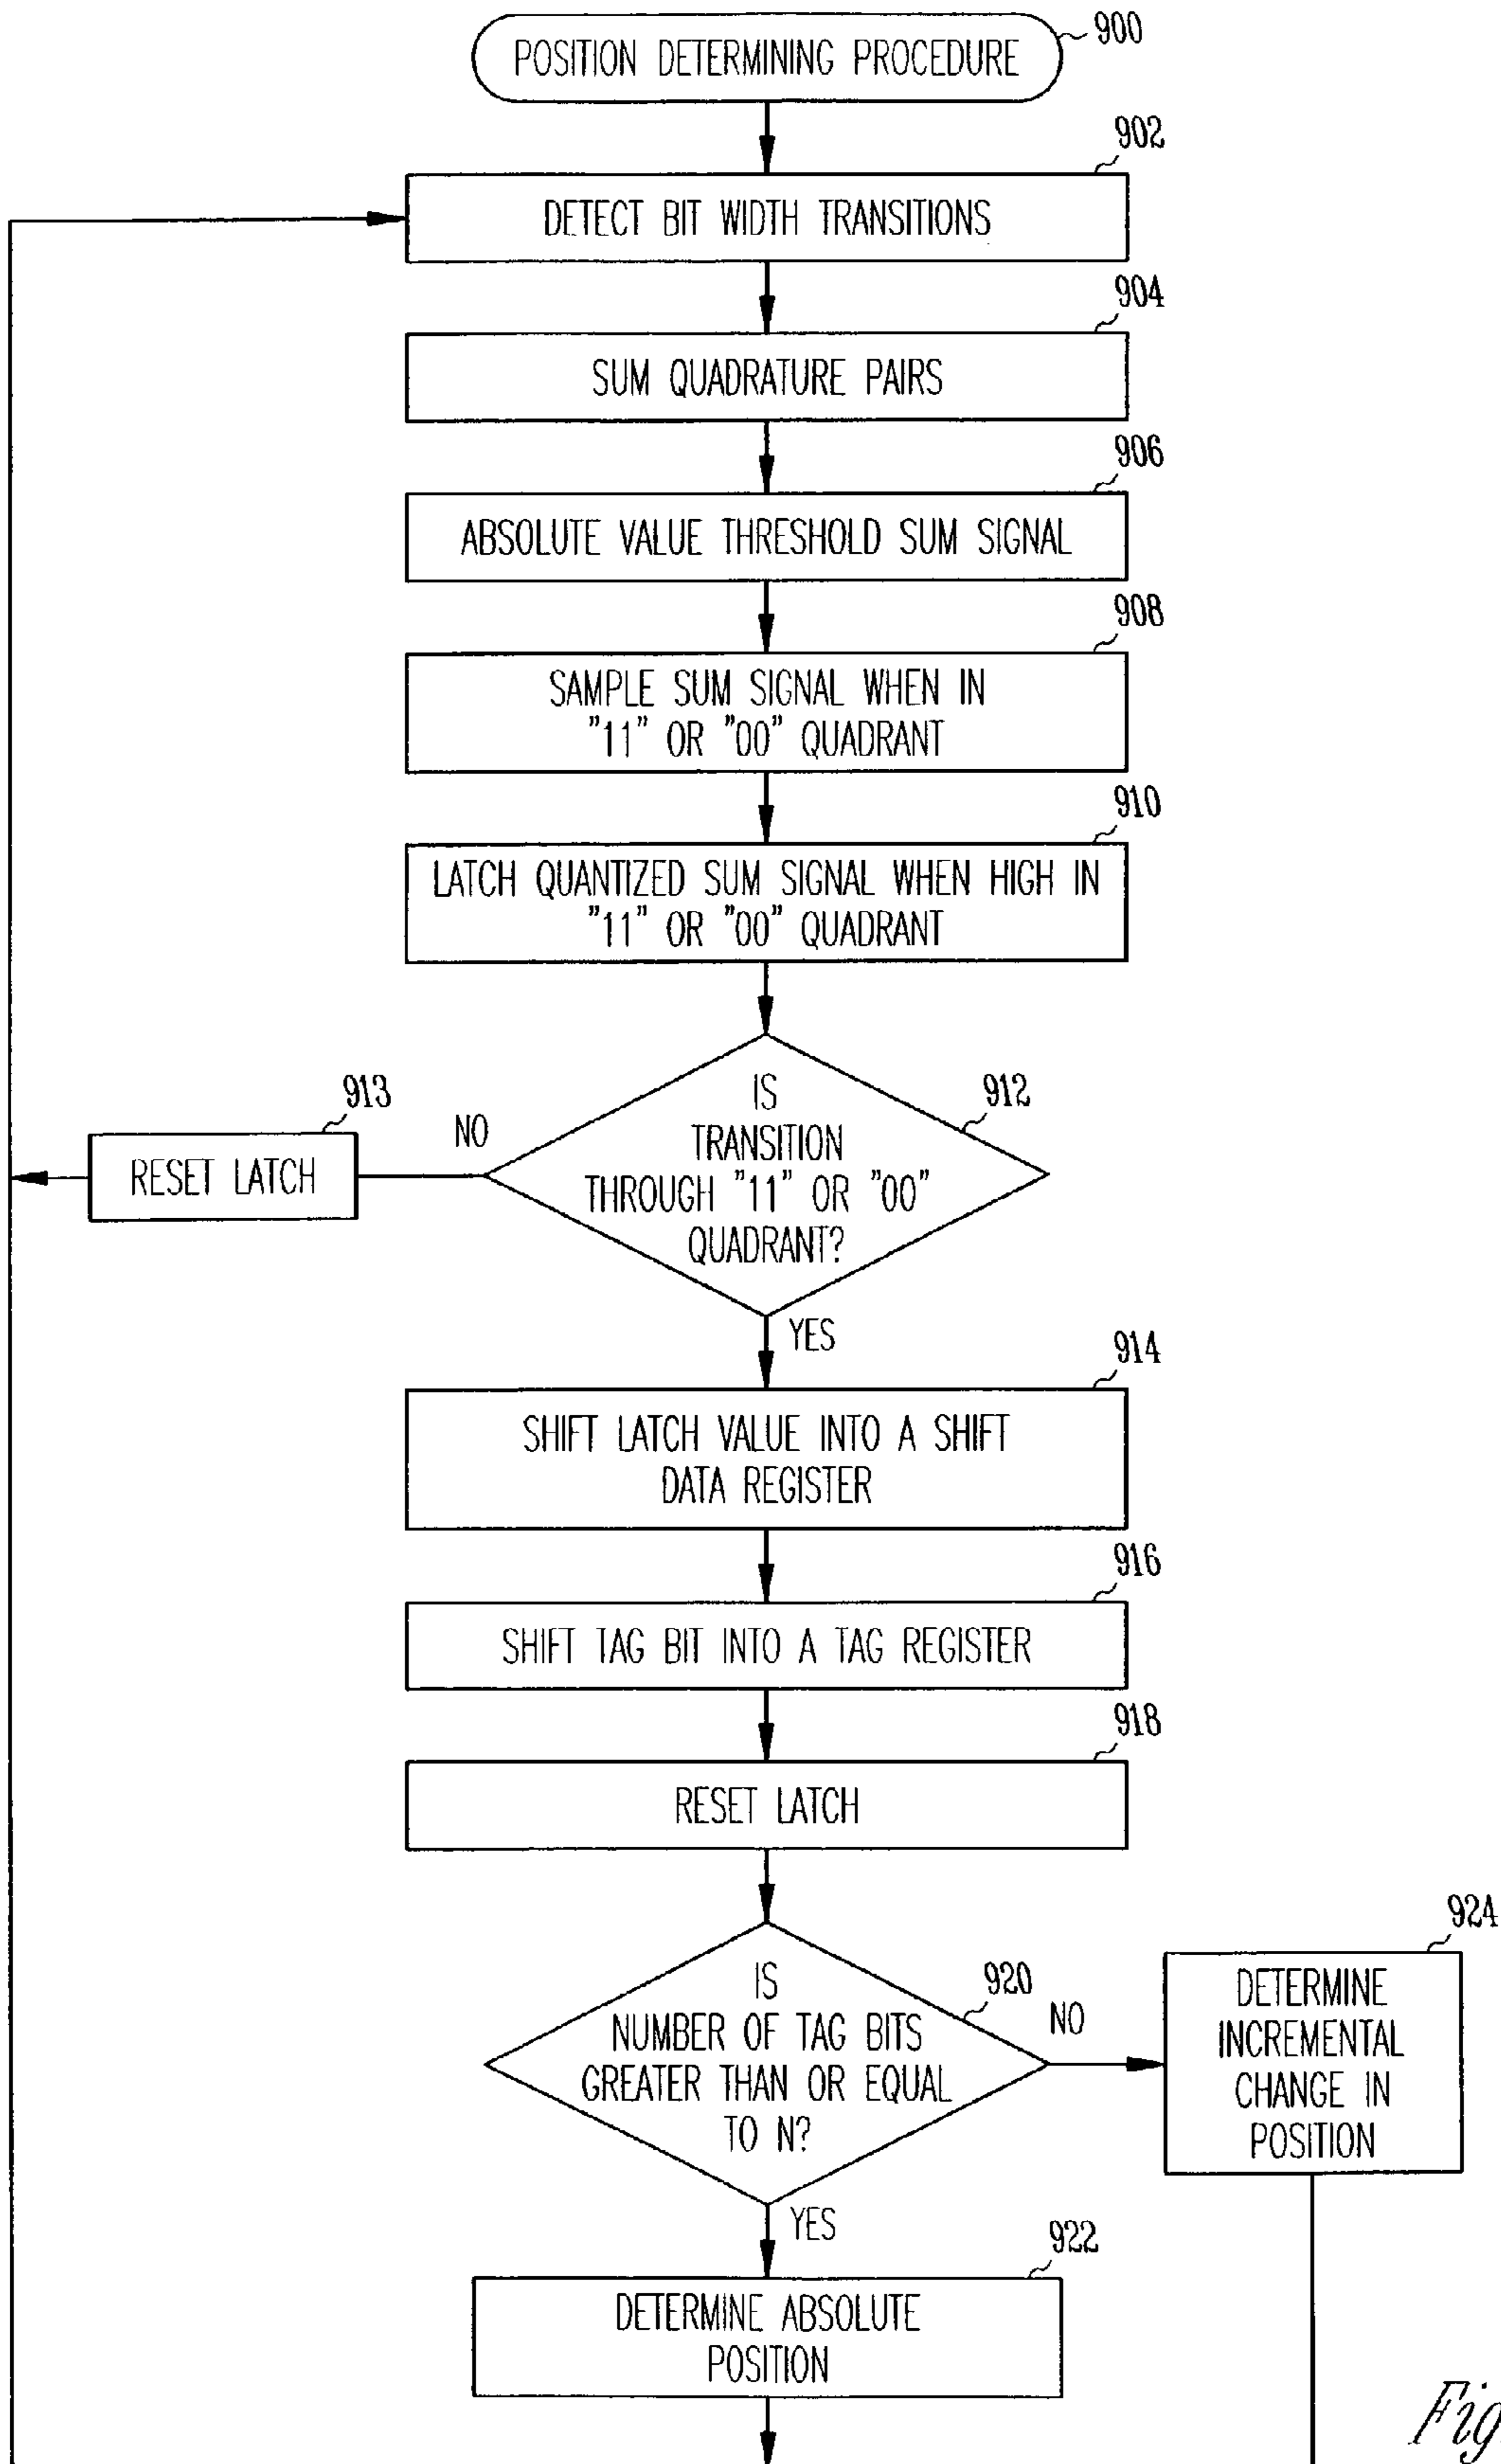 POSITION DETERMINING PROCEDURE
900
902
DETECT BIT WIDTH TRANSITIONS
904
SUM QUADRATURE PAIRS
906
ABSOLUTE VALUE THRESHOLD SUM SIGNAL
908
SAMPLE SUM SIGNAL WHEN IN
"11" OR "00" QUADRANT
910
LATCH QUANTIZED SUM SIGNAL WHEN HIGH IN
"11" OR "00" QUADRANT
912
IS
TRANSITION
THROUGH "11" OR "00"
QUADRANT?
NO
913
RESET LATCH
YES
914
SHIFT LATCH VALUE INTO A SHIFT
DATA REGISTER
916
SHIFT TAG BIT INTO A TAG REGISTER
918
RESET LATCH
920
IS
NUMBER OF TAG BITS
GREATER THAN OR EQUAL
TO N?
NO
924
DETERMINE
INCREMENTAL
CHANGE IN
POSITION
YES
922
DETERMINE ABSOLUTE
POSITION
Fig